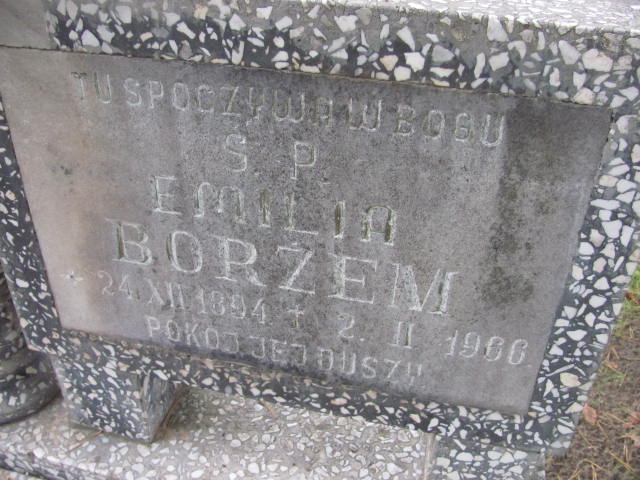 TU SPOCZYWA W BOGU
Ś. P.
EMILIA
BORZEM
* 24. XII 1894 † 2. II 1966
POKÓJ JEJ DUSZY!